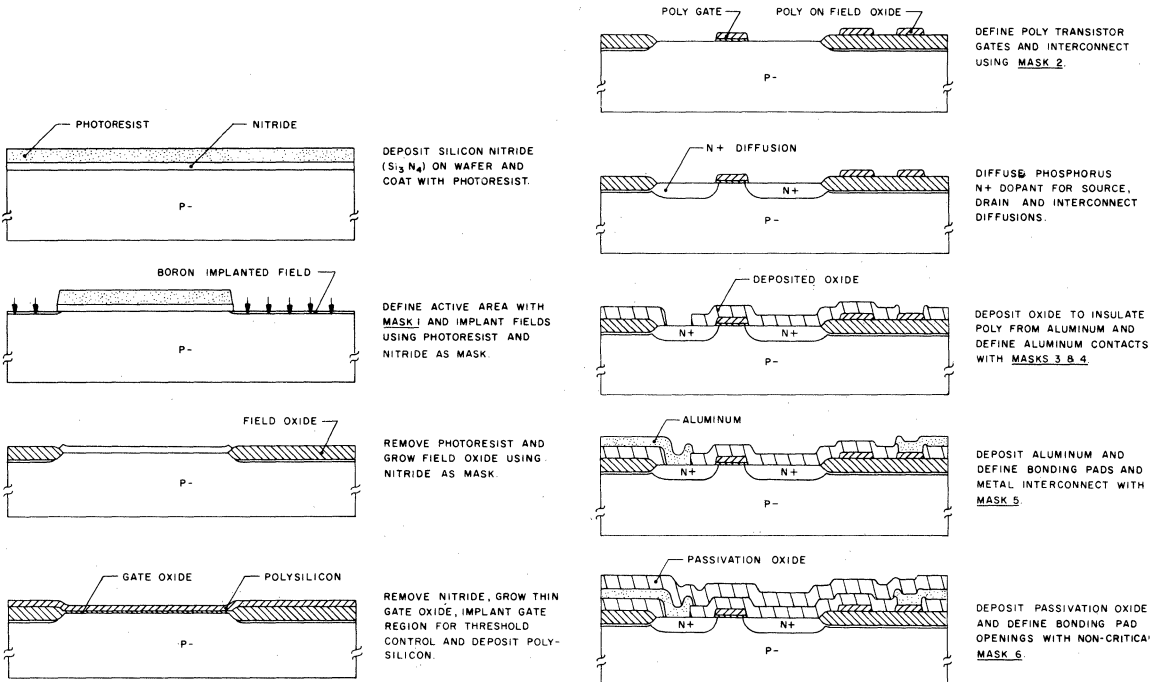 PHOTORESIST
NITRIDE
P-
DEPOSIT SILICON NITRIDE
(Si3 N4) ON WAFER AND
COAT WITH PHOTORESIST.
BORON IMPLANTED FIELD
P-
DEFINE ACTIVE AREA WITH
MASK 1 AND IMPLANT FIELDS
USING PHOTORESIST AND
NITRIDE AS MASK.
FIELD OXIDE
P-
REMOVE PHOTORESIST AND
GROW FIELD OXIDE USING
NITRIDE AS MASK.
GATE OXIDE
POLYSILICON
P-
REMOVE NITRIDE, GROW THIN
GATE OXIDE, IMPLANT GATE
REGION FOR THRESHOLD
CONTROL AND DEPOSIT POLY-
SILICON.
POLY GATE
POLY ON FIELD OXIDE
P-
DEFINE POLY TRANSISTOR
GATES AND INTERCONNECT
USING MASK 2.
N+ DIFFUSION
N+
P-
DIFFUSE PHOSPHORUS
N+ DOPANT FOR SOURCE,
DRAIN AND INTERCONNECT
DIFFUSIONS.
DEPOSITED OXIDE
N+
N+
P-
DEPOSIT OXIDE TO INSULATE
POLY FROM ALUMINUM AND
DEFINE ALUMINUM CONTACTS
WITH MASKS 3 & 4.
ALUMINUM
N+
N+
P-
DEPOSIT ALUMINUM AND
DEFINE BONDING PADS AND
METAL INTERCONNECT WITH
MASK 5.
PASSIVATION OXIDE
N+
N+
P-
DEPOSIT PASSIVATION OXIDE
AND DEFINE BONDING PAD
OPENINGS WITH NON-CRITICA
MASK 6.